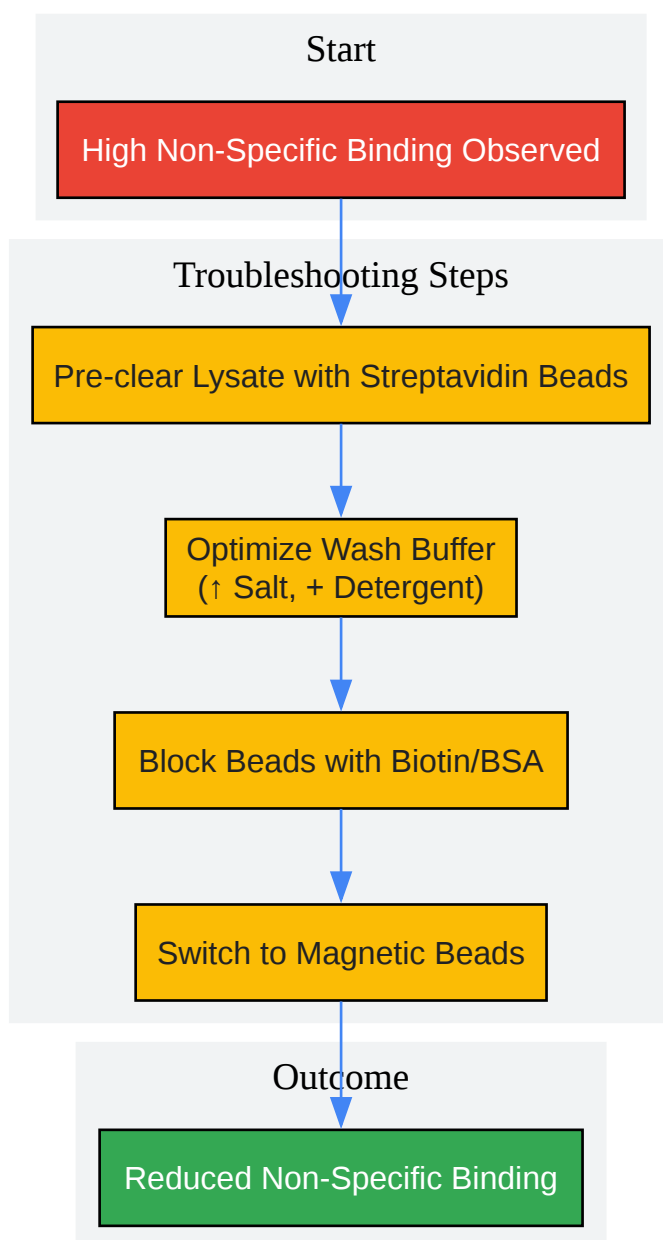 Start
High Non-Specific Binding Observed
Troubleshooting Steps
Pre-clear Lysate with Streptavidin Beads
Optimize Wash Buffer
(↑ Salt, + Detergent)
Block Beads with Biotin/BSA
Switch to Magnetic Beads
Outcome
Reduced Non-Specific Binding